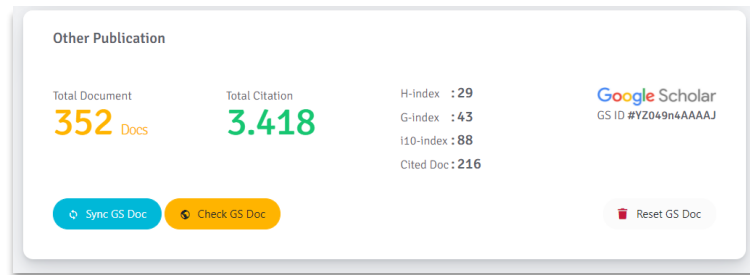 Other Publication
Total Document
352 Docs
Total Citation
3.418
H-index : 29
G-index : 43
i10-index : 88
Cited Doc : 216
Google Scholar
GS ID #YZ049n4AAAAJ
Sync GS Doc
Check GS Doc
Reset GS Doc